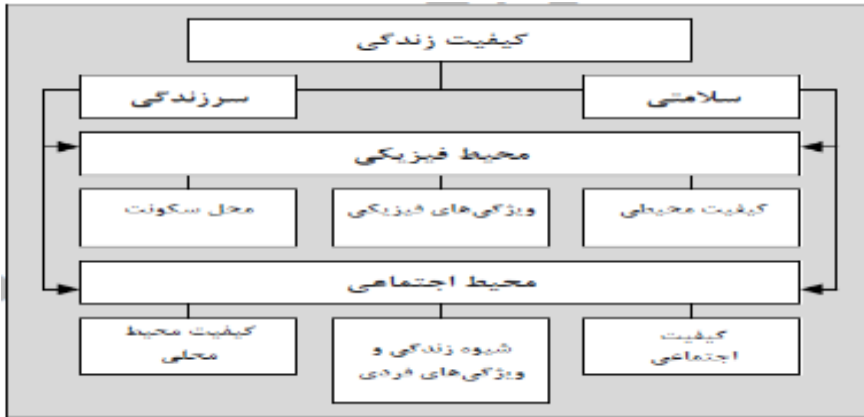 کیفیت زندگی
سلامتی
سرزندگی
محیط فیزیکی
کیفیت محیطی
ویژگی‌های فیزیکی
محل سکونت
محیط اجتماعی
کیفیت
اجتماعی
شیوه زندگی و
ویژگی‌های فردی
کیفیت محیط
محلی